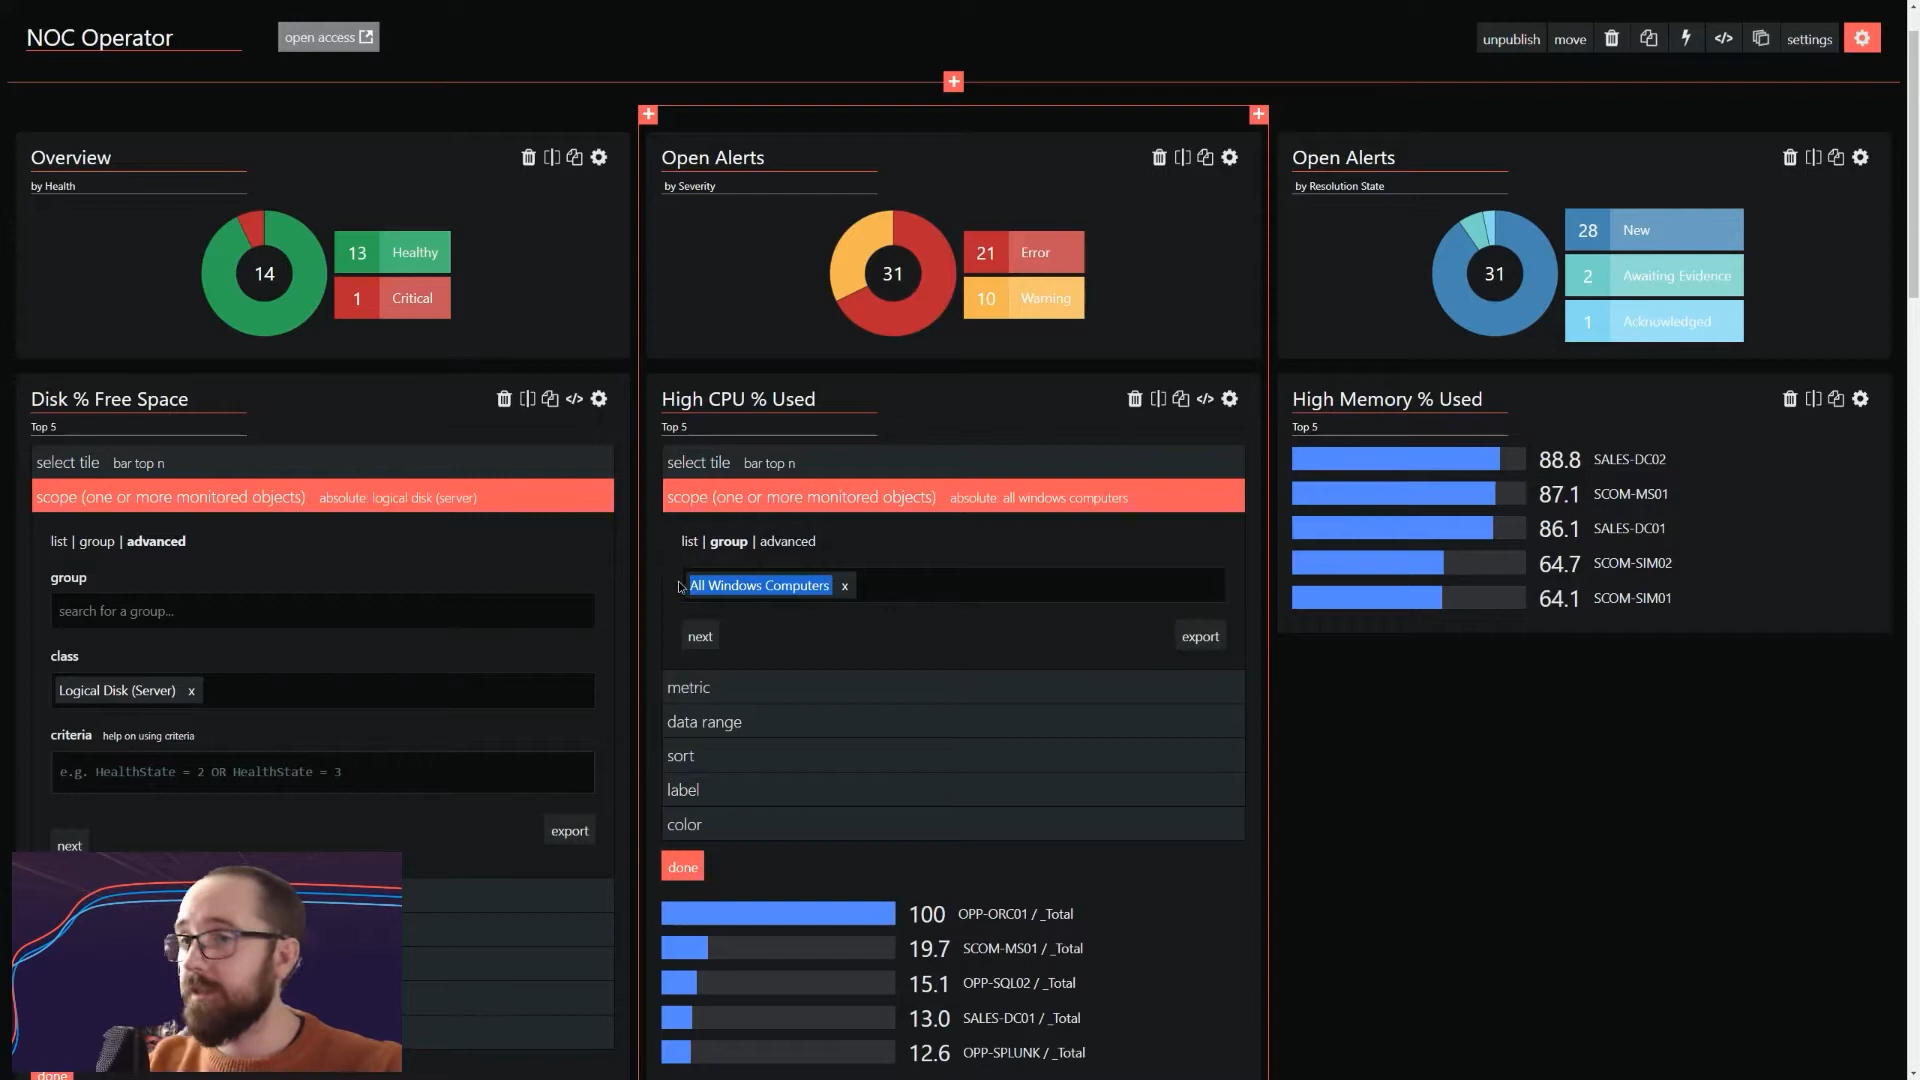 NOC Operator
open access
unpublish
move
</>
settings
Overview
by Health
14
13 Healthy
1 Critical
Open Alerts
by Severity
31
21 Error
10 Warning
Open Alerts
by Resolution State
31
28 New
2 Awaiting Evidence
1 Acknowledged
Disk % Free Space
</>
Top 5
select tile bar top n
scope (one or more monitored objects) absolute: logical disk (server)
list | group | advanced
group
search for a group...
class
Logical Disk (Server) x
criteria help on using criteria
e.g. HealthState = 2 OR HealthState = 3
export
next
done
High CPU % Used
</>
Top 5
select tile bar top n
scope (one or more monitored objects) absolute: all windows computers
list | group | advanced
All Windows Computers x
next
export
metric
data range
sort
label
color
done
100 OPP-ORC01 / _Total
19.7 SCOM-MS01 / _Total
15.1 OPP-SQL02 / _Total
13.0 SALES-DC01 / _Total
12.6 OPP-SPLUNK / _Total
High Memory % Used
Top 5
88.8 SALES-DC02
87.1 SCOM-MS01
86.1 SALES-DC01
64.7 SCOM-SIM02
64.1 SCOM-SIM01